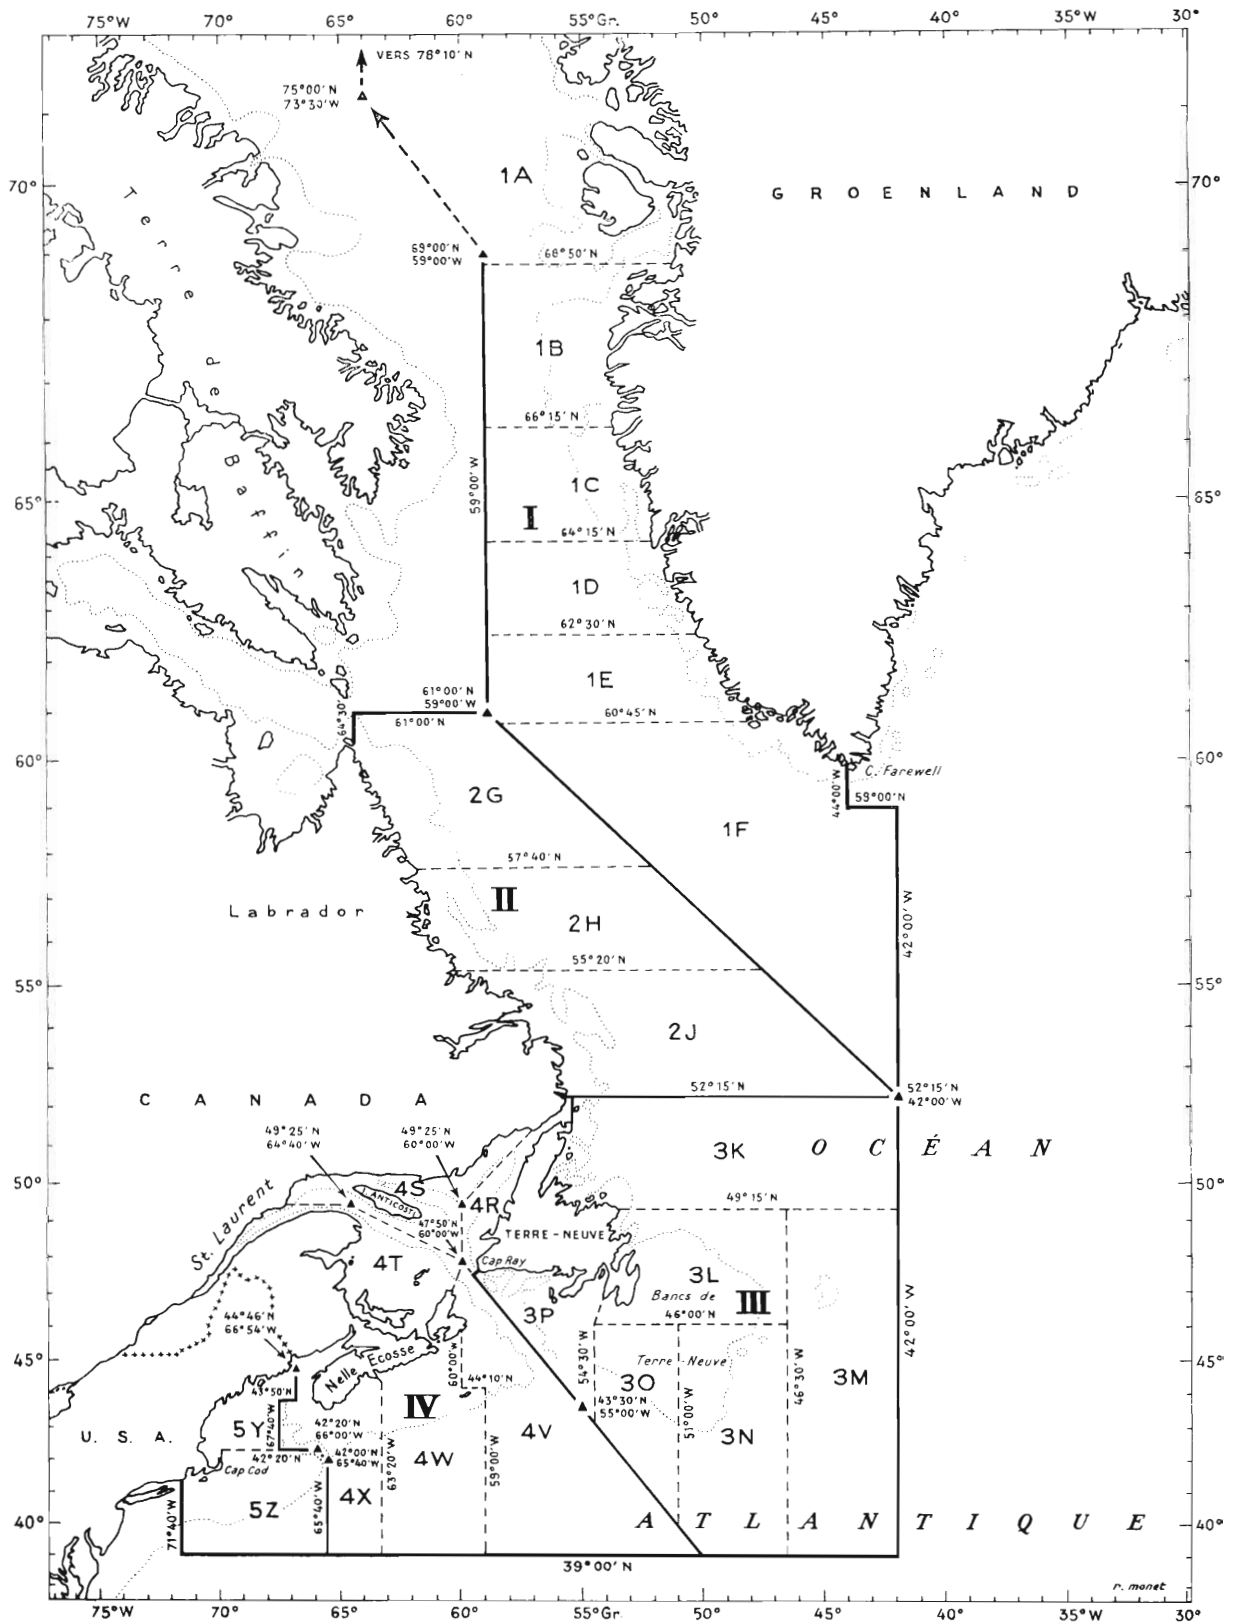 75°W 70° 65° 60° 55°Gr. 50° 45° 40° 35°W 30°
VERS 78°10'N
75°00'N
73°30'W
1A
70°
GROENLAND
70°
69°00'N
59°00'W
68°50'N
Terre de Baffin
1B
66°15'N
59°00'W
1C
65°
65°
I
64°15'N
1D
62°30'N
1E
61°00'N
59°00'W
60°45'N
64°30'
61°00'N
60°
60°
C. Farewell
44°00'W
59°00'N
2G
1F
57°40'N
II
Labrador
2H
42°00'W
55°20'N
55°
55°
2J
52°15'N
52°15'N
42°00'W
CANADA
49°25'N
64°40'W
49°25'N
60°00'W
3K
OCÉAN
50°
50°
4S
I. ANTICOSTI
4R
49°15'N
St. Laurent
47°50'N
60°00'W
TERRE-NEUVE
Cap Ray
4T
3L
Bancs de
III
46°00'N
3P
42°00'W
44°46'N
66°54'W
45°
45°
Nelle Ecosse
60°00'W
44°10'N
54°30'W
Terre-Neuve
46°30'W
3O
3M
43°50'N
IV
43°30'N
55°00'W
51°00'W
5Y
67°40'W
42°20'N
66°00'W
4V
3N
U.S.A.
42°20'N
42°00'N
65°40'W
4W
Cap Cod
63°20'W
59°00'W
5Z
65°40'W
4X
71°40'W
40°
ATLANTIQUE
40°
39°00'N
r. monet
75°W 70° 65° 60° 55°Gr. 50° 45° 40° 35°W 30°